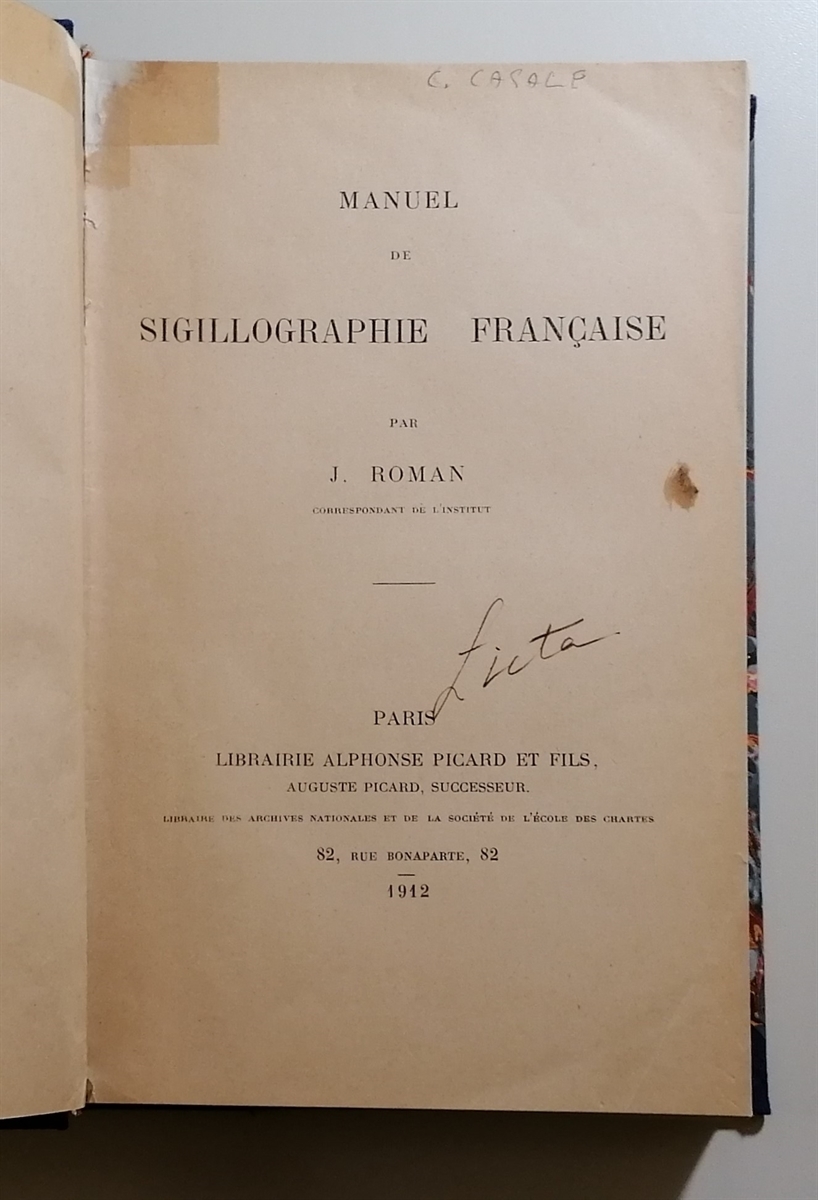 C. CASALE
MANUEL
DE
SIGILLOGRAPHIE FRANÇAISE
PAR
J. ROMAN
CORRESPONDANT DE L'INSTITUT
PARIS
LIBRAIRIE ALPHONSE PICARD ET FILS,
AUGUSTE PICARD, SUCCESSEUR.
LIBRAIRE DES ARCHIVES NATIONALES ET DE LA SOCIÉTÉ DE L'ÉCOLE DES CHARTES
82, RUE BONAPARTE, 82
1912